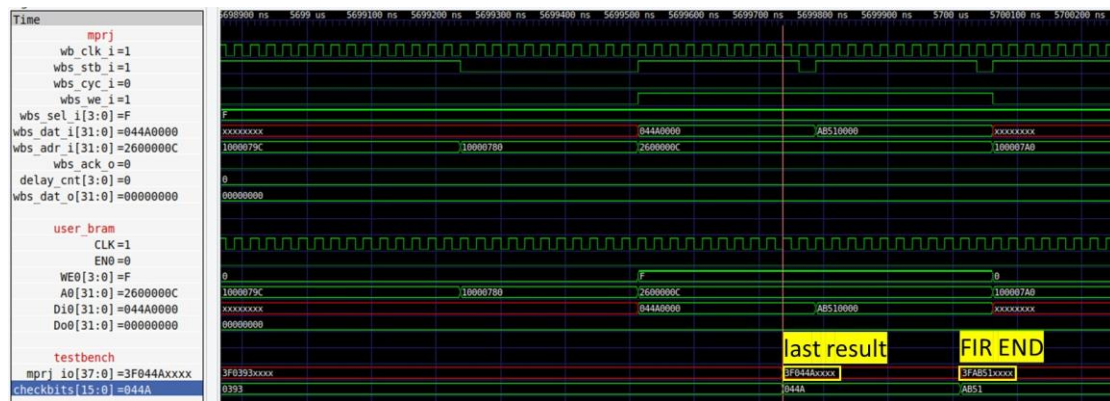 Time
5698900 ns 5699 us 5699100 ns 5699200 ns 5699300 ns 5699400 ns 5699500 ns 5699600 ns 5699700 ns 5699800 ns 5699900 ns 5700 us 5700100 ns 5700200 ns
mprj
wb_clk_i=1
wbs_stb_i=1
wbs_cyc_i=0
wbs_we_i=1
wbs_sel_i[3:0]=F F
wbs_dat_i[31:0]=044A0000 xxxxxxxx 044A0000 AB510000 xxxxxxxx
wbs_adr_i[31:0]=2600000C 1000079C 10000780 2600000C 100007A0
wbs_ack_o=0
delay_cnt[3:0]=0 0
wbs_dat_o[31:0]=00000000 00000000
user_bram
CLK=1
EN0=0
WE0[3:0]=F 0 F 0
A0[31:0]=2600000C 1000079C 10000780 2600000C 100007A0
Di0[31:0]=044A0000 xxxxxxxx 044A0000 AB510000 xxxxxxxx
Do0[31:0]=00000000 00000000
last result FIR END
testbench
mprj_io[37:0]=3F044Axxxx 3F0393xxxx 3F044Axxxx 3FAB51xxxx
checkbits[15:0]=044A 0393 044A AB51